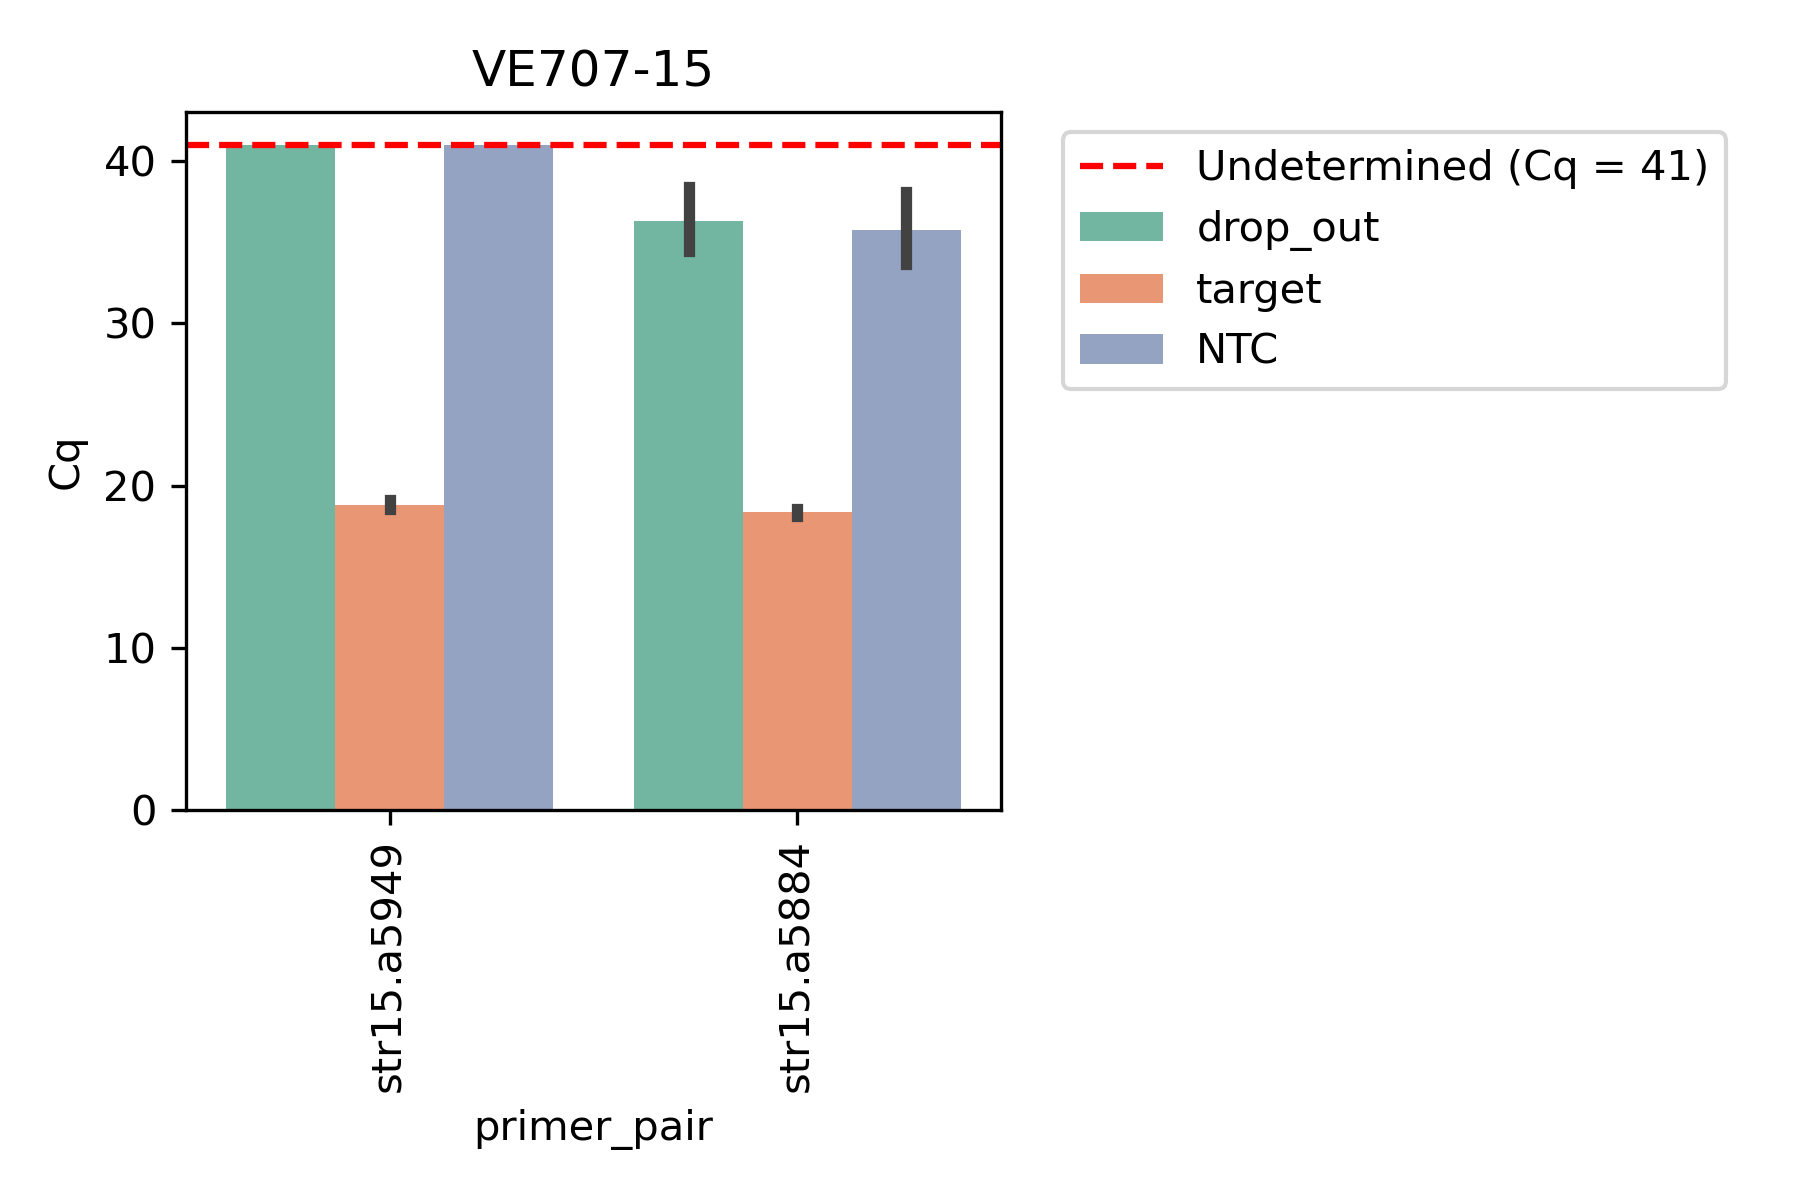 VE707-15
Cq
40
30
20
10
0
str15.a5949
str15.a5884
primer_pair
Undetermined (Cq = 41)
drop_out
target
NTC